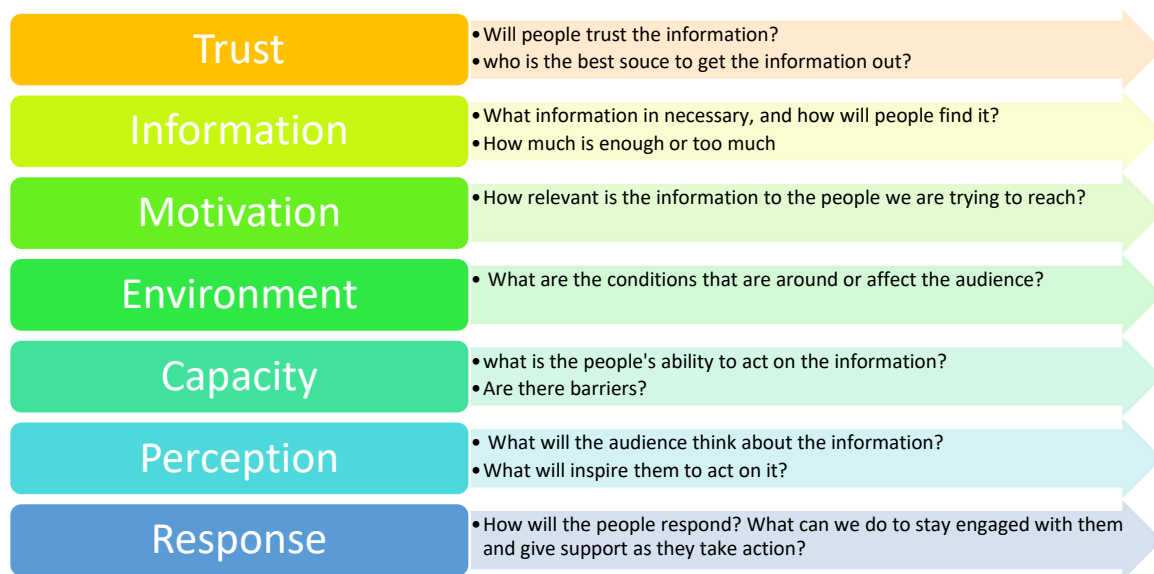 Trust
•Will people trust the information?
•who is the best souce to get the information out?
Information
•What information in necessary, and how will people find it?
•How much is enough or too much
Motivation
•How relevant is the information to the people we are trying to reach?
Environment
• What are the conditions that are around or affect the audience?
Capacity
•what is the people's ability to act on the information?
•Are there barriers?
Perception
• What will the audience think about the information?
•What will inspire them to act on it?
Response
•How will the people respond? What can we do to stay engaged with them
and give support as they take action?